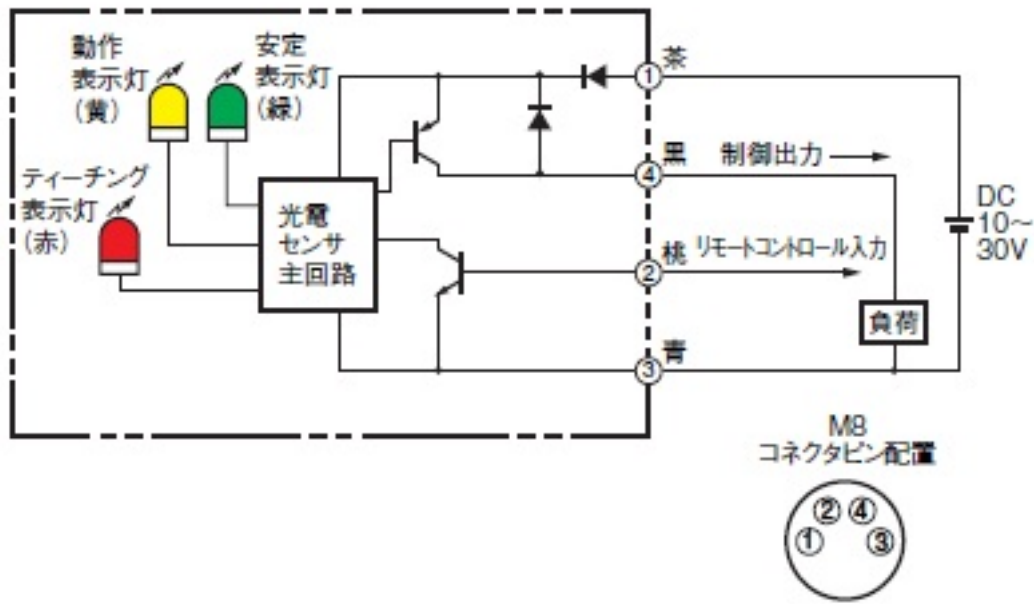 動作
表示灯
(黄)
安定
表示灯
(緑)
ティーチング
表示灯
(赤)
光電
センサ
主回路
① 茶
④ 黒 制御出力
② 桃 リモートコントロール入力
③ 青
負荷
DC
10～
30V
M8
コネクタピン配置
② ④
① ③